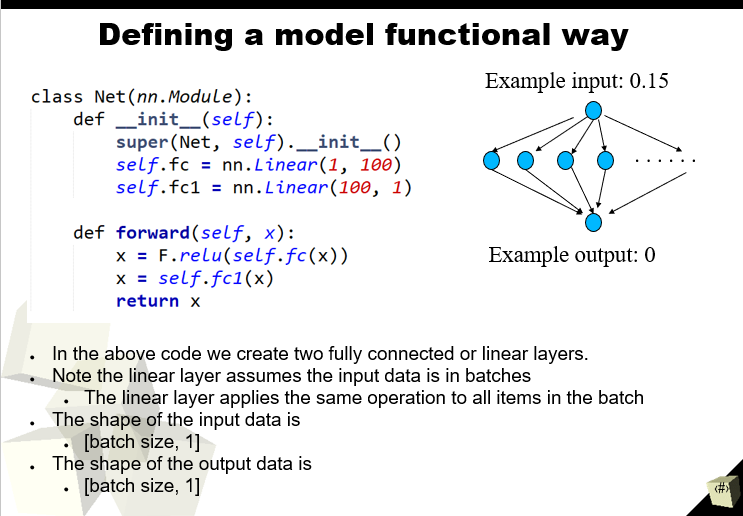 Defining a model functional way
Example input: 0.15
class Net(nn.Module):
def __init__(self):
super(Net, self).__init__()
self.fc = nn.Linear(1, 100)
self.fc1 = nn.Linear(100, 1)
def forward(self, x):
x = F.relu(self.fc(x))
x = self.fc1(x)
return x
......
Example output: 0
• In the above code we create two fully connected or linear layers.
• Note the linear layer assumes the input data is in batches
• The linear layer applies the same operation to all items in the batch
• The shape of the input data is
• [batch size, 1]
• The shape of the output data is
• [batch size, 1]
‹#›